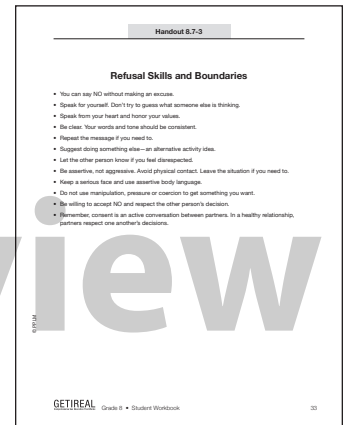 Handout 8.7-3
Refusal Skills and Boundaries
• You can say NO without making an excuse.
• Speak for yourself. Don't try to guess what someone else is thinking.
• Speak from your heart and honor your values.
• Be clear. Your words and tone should be consistent.
• Repeat the message if you need to.
• Suggest doing something else—an alternative activity idea.
• Let the other person know if you feel disrespected.
• Be assertive, not aggressive. Avoid physical contact. Leave the situation if you need to.
• Keep a serious face and use assertive body language.
• Do not use manipulation, pressure or coercion to get something you want.
• Be willing to accept NO and respect the other person's decision.
• Remember, consent is an active conversation between partners. In a healthy relationship,
partners respect one another's decisions.
view
GET REAL Grade 8 • Student Workbook 33